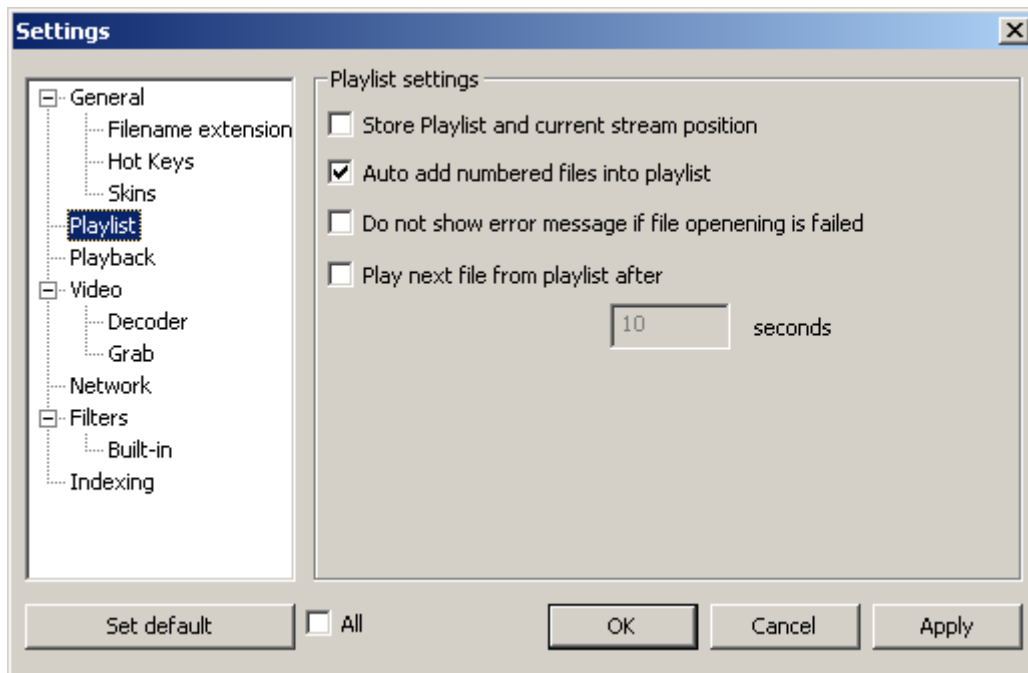 Settings
General
Filename extension
Hot Keys
Skins
Playlist
Playback
Video
Decoder
Grab
Network
Filters
Built-in
Indexing
Playlist settings
Store Playlist and current stream position
Auto add numbered files into playlist
Do not show error message if file openening is failed
Play next file from playlist after
10 seconds
Set default
All
OK
Cancel
Apply